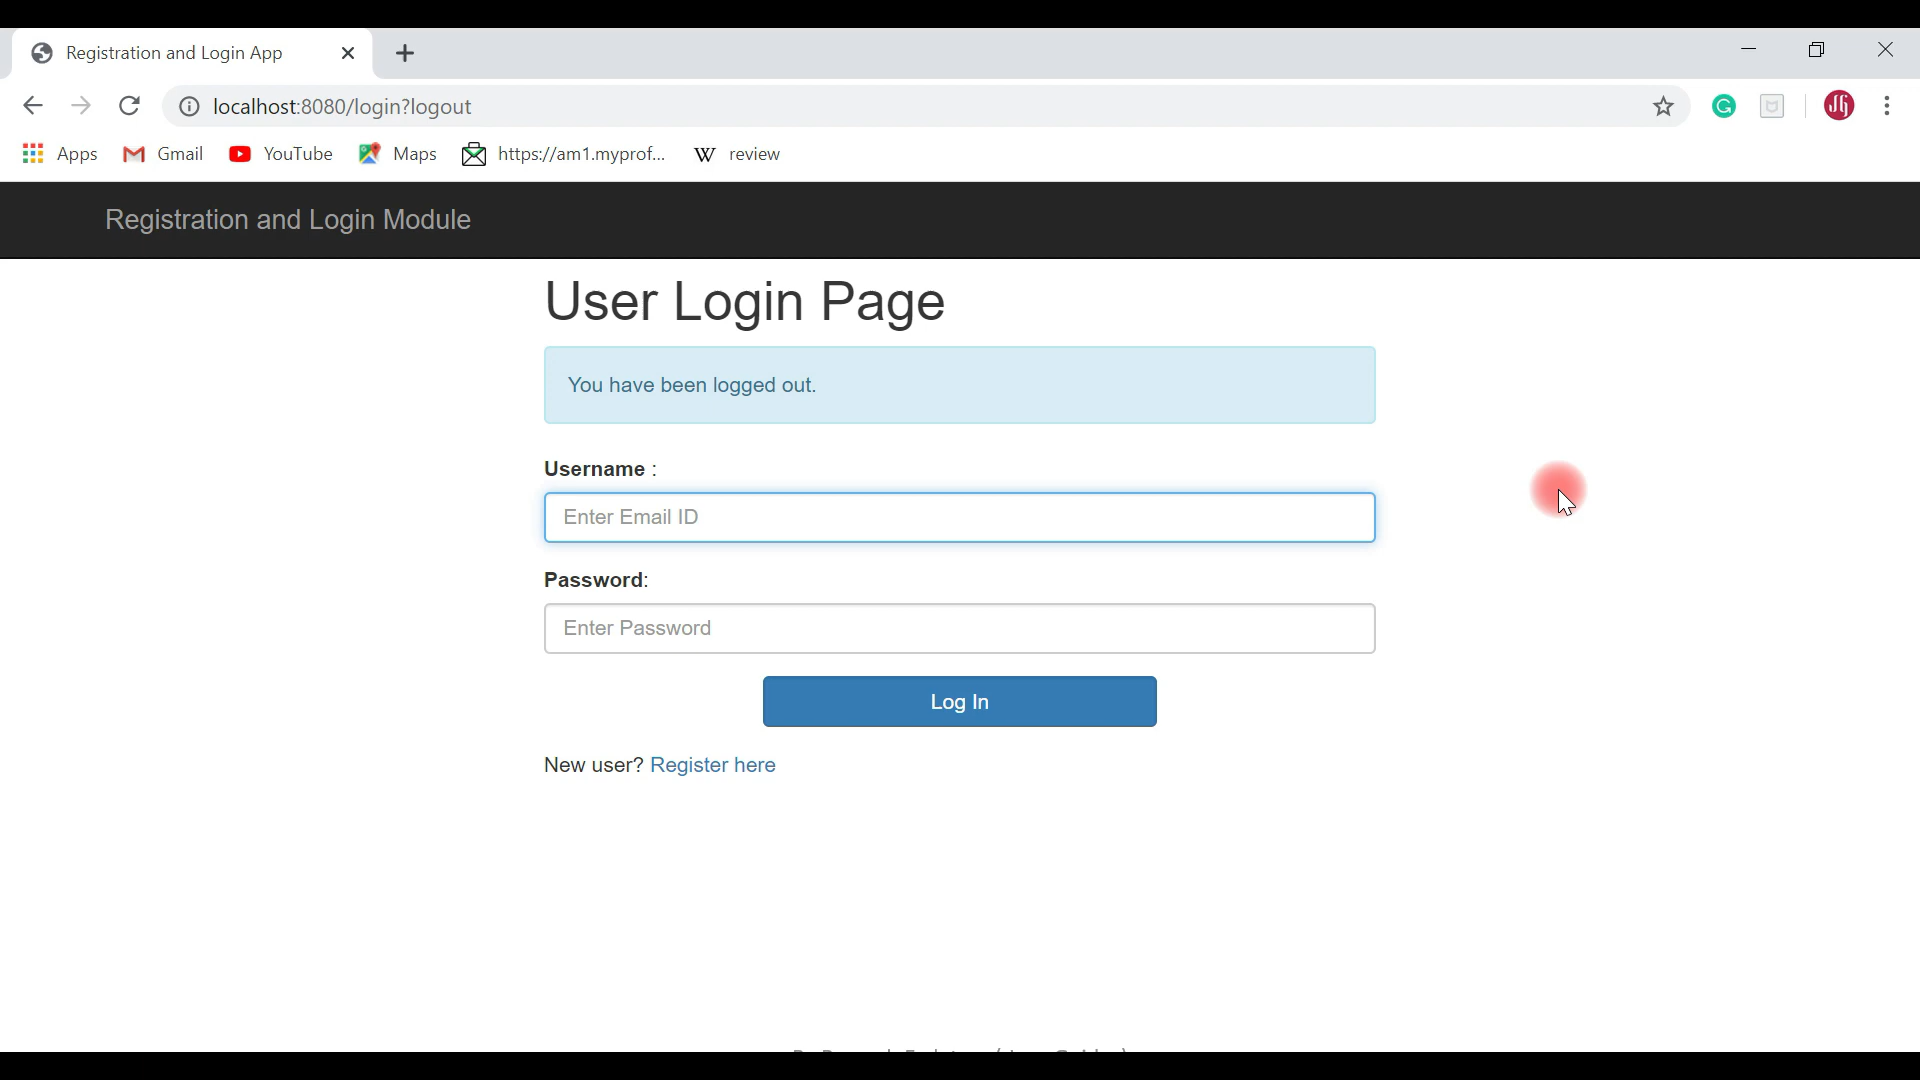 Registration and Login App
localhost:8080/login?logout
Apps Gmail YouTube Maps https://am1.myprof... review
Registration and Login Module
User Login Page
You have been logged out.
Username :
Enter Email ID
Password:
Enter Password
Log In
New user? Register here